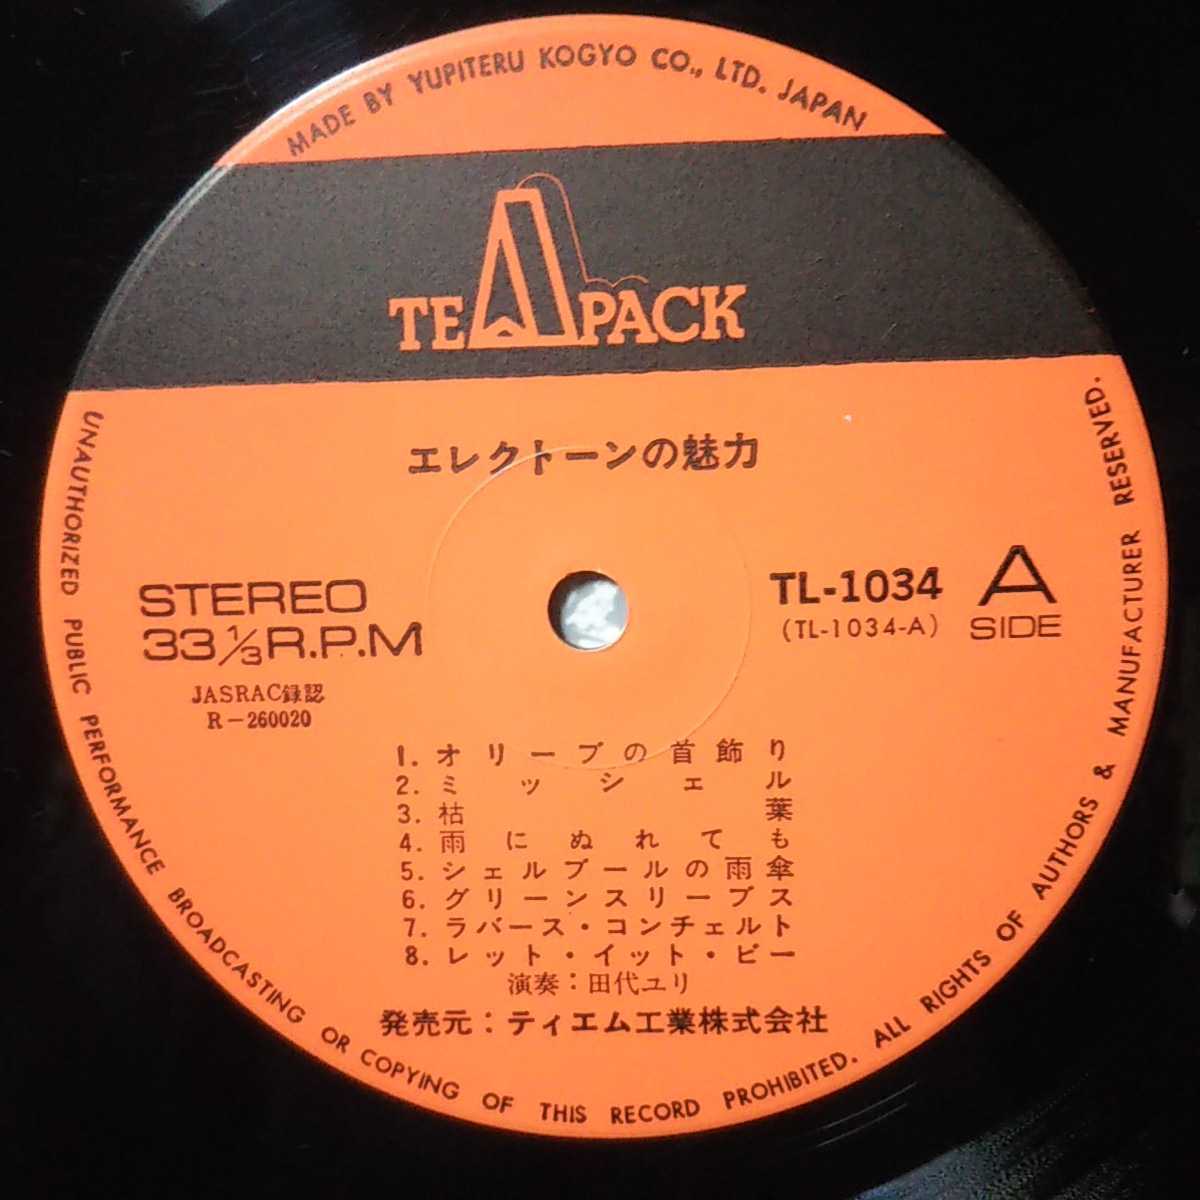 MADE BY YUPITERU KOGYO CO., LTD. JAPAN
TEAPACK
エレクトーンの魅力
STEREO
33 1/3 R.P.M
JASRAC録認
R-260020
TL-1034
(TL-1034-A)
A
SIDE
1. オリーブの首飾り
2. ミッシェル
3. 枯葉
4. 雨にぬれても
5. シェルブールの雨傘
6. グリーンスリーブス
7. ラバース・コンチェルト
8. レット・イット・ビー
演奏:田代ユリ
発売元:ティエム工業株式会社
UNAUTHORIZED PUBLIC PERFORMANCE BROADCASTING OR COPYING OF THIS RECORD PROHIBITED. ALL RIGHTS OF AUTHORS & MANUFACTURER RESERVED.